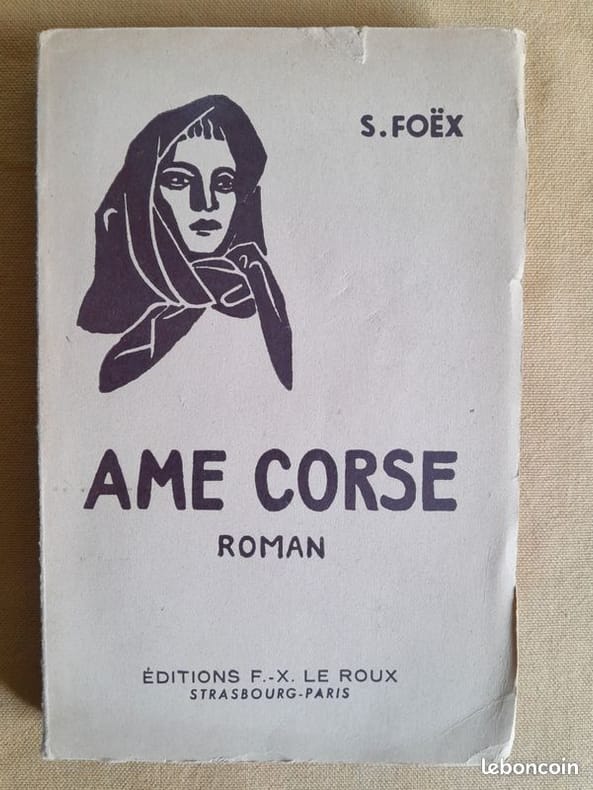 S. FOËX
AME CORSE
ROMAN
ÉDITIONS F.-X. LE ROUX
STRASBOURG-PARIS
leboncoin